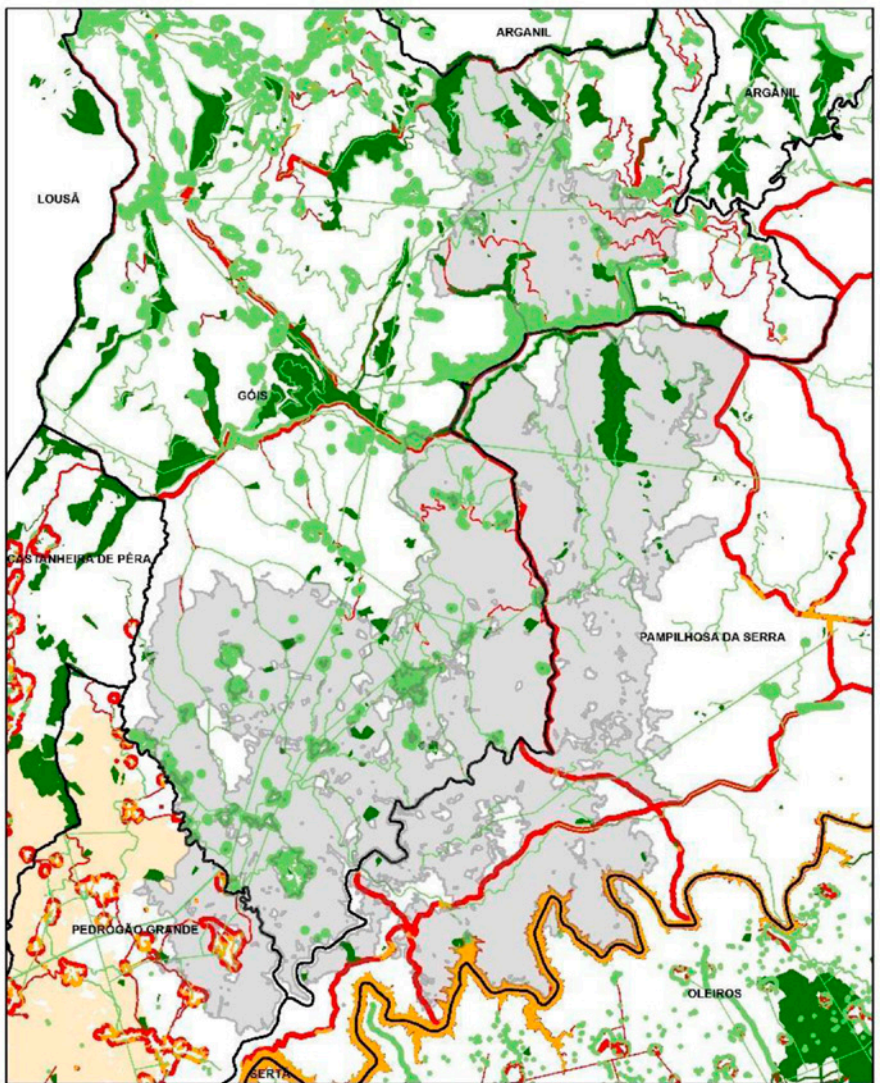 ARGANIL
ARGANIL
LOUSÃ
GÓIS
CASTANHEIRA DE PÊRA
PAMPILHOSA DA SERRA
PEDROGÃO GRANDE
OLEIROS
SERTÃ